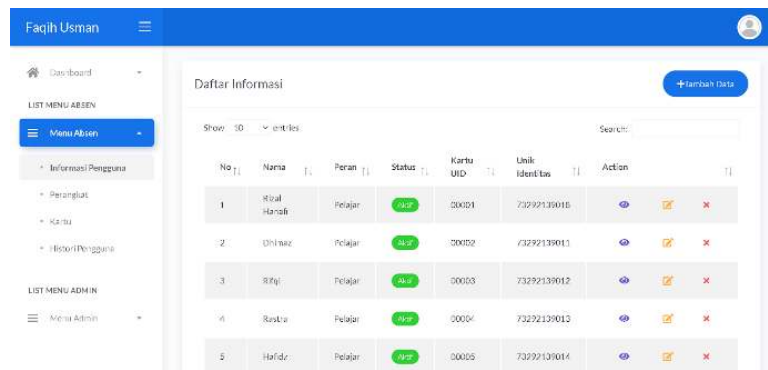 Faqih Usman
Dashboard
LIST MENU ABSEN
Menu Absen
Informasi Pengguna
Perangkat
Kartu
Histori Pengguna
LIST MENU ADMIN
Menu Admin
Daftar Informasi
+Tambah Data
Show 10 entries
Search:
No Nama Peran Status Kartu UID Unik Identitas Action
1 Rizal Hanafi Pelajar Aktif 00001
2 Dhimaz Pelajar Aktif 00002 73292139011
3 Rifqi Pelajar Aktif 00003 73292139012
4 Rastra Pelajar Aktif 00004 73292139013
5 Hafidz Pelajar Aktif 00005 73292139014